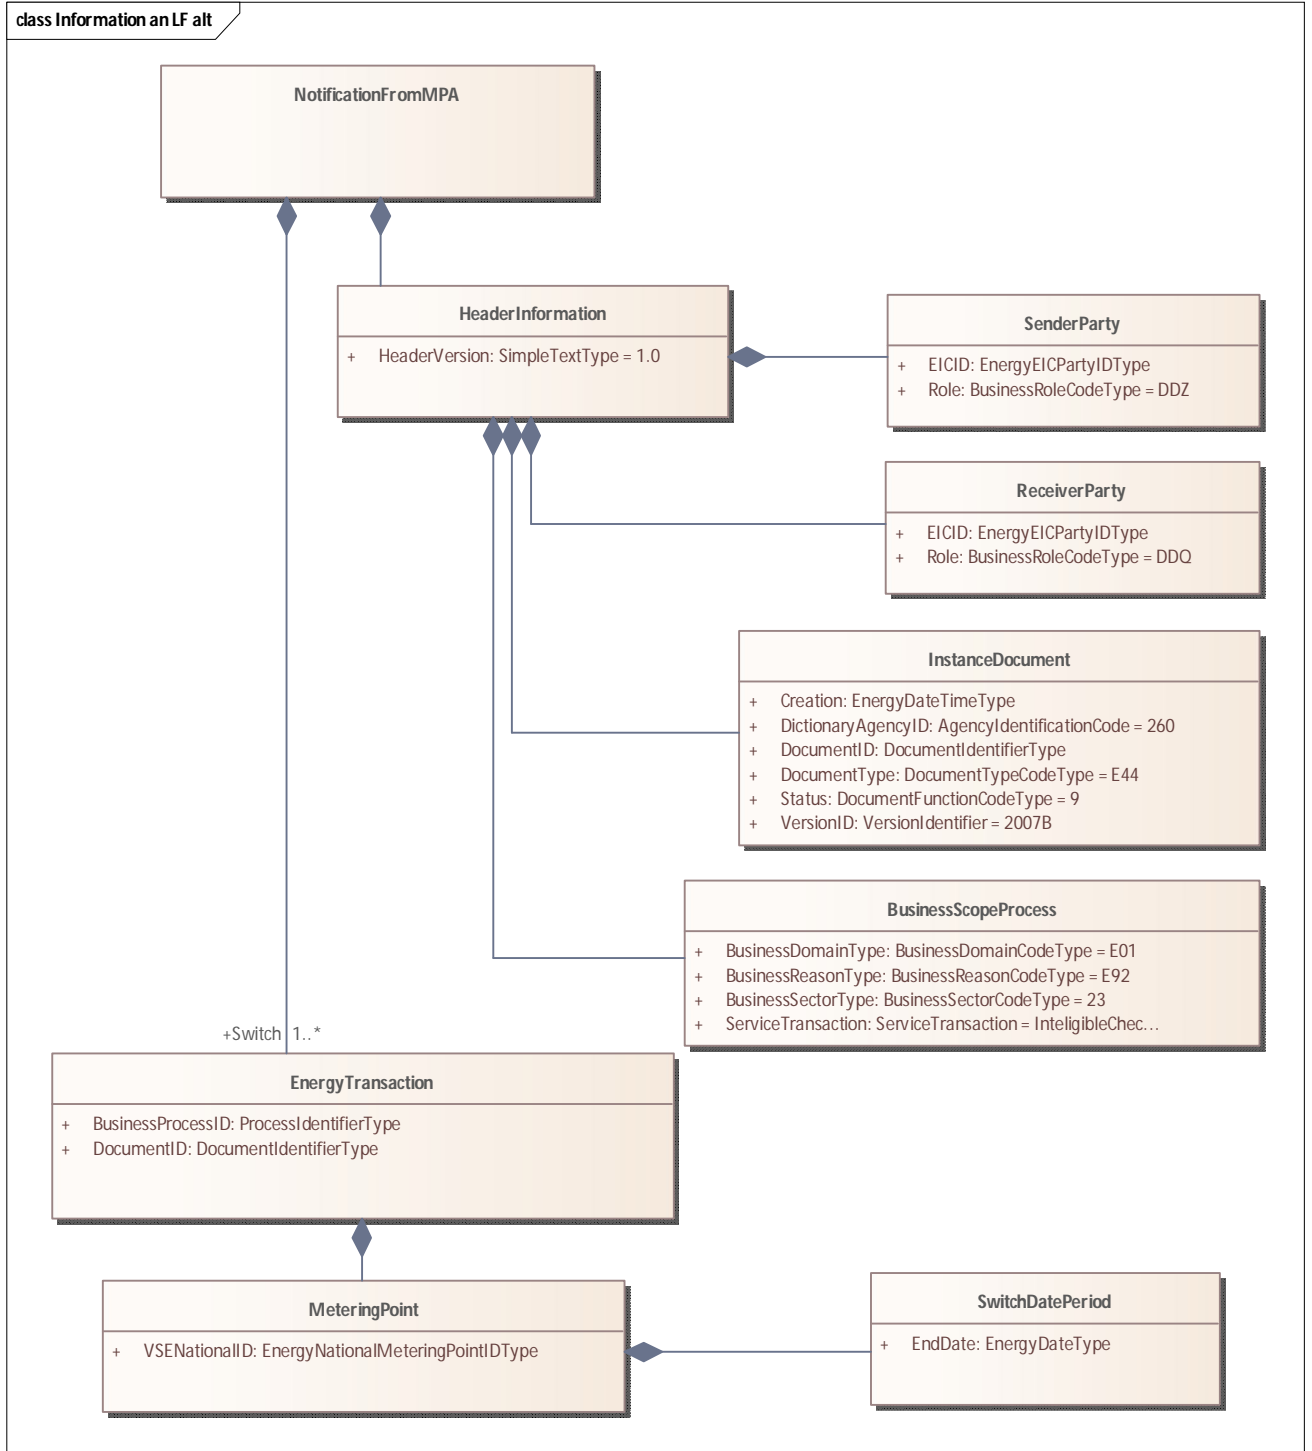 class Information an LF alt
NotificationFromMPA
HeaderInformation
+ HeaderVersion: SimpleTextType = 1.0
SenderParty
+ EICID: EnergyEICPartyIDType
+ Role: BusinessRoleCodeType = DDZ
ReceiverParty
+ EICID: EnergyEICPartyIDType
+ Role: BusinessRoleCodeType = DDQ
InstanceDocument
+ Creation: EnergyDateTimeType
+ DictionaryAgencyID: AgencyIdentificationCode = 260
+ DocumentID: DocumentIdentifierType
+ DocumentType: DocumentTypeCodeType = E44
+ Status: DocumentFunctionCodeType = 9
+ VersionID: VersionIdentifier = 2007B
BusinessScopeProcess
+ BusinessDomainType: BusinessDomainCodeType = E01
+ BusinessReasonType: BusinessReasonCodeType = E92
+ BusinessSectorType: BusinessSectorCodeType = 23
+ ServiceTransaction: ServiceTransaction = InteligibleChec...
+Switch 1..*
EnergyTransaction
+ BusinessProcessID: ProcessIdentifierType
+ DocumentID: DocumentIdentifierType
MeteringPoint
+ VSENationalID: EnergyNationalMeteringPointIDType
SwitchDatePeriod
+ EndDate: EnergyDateType